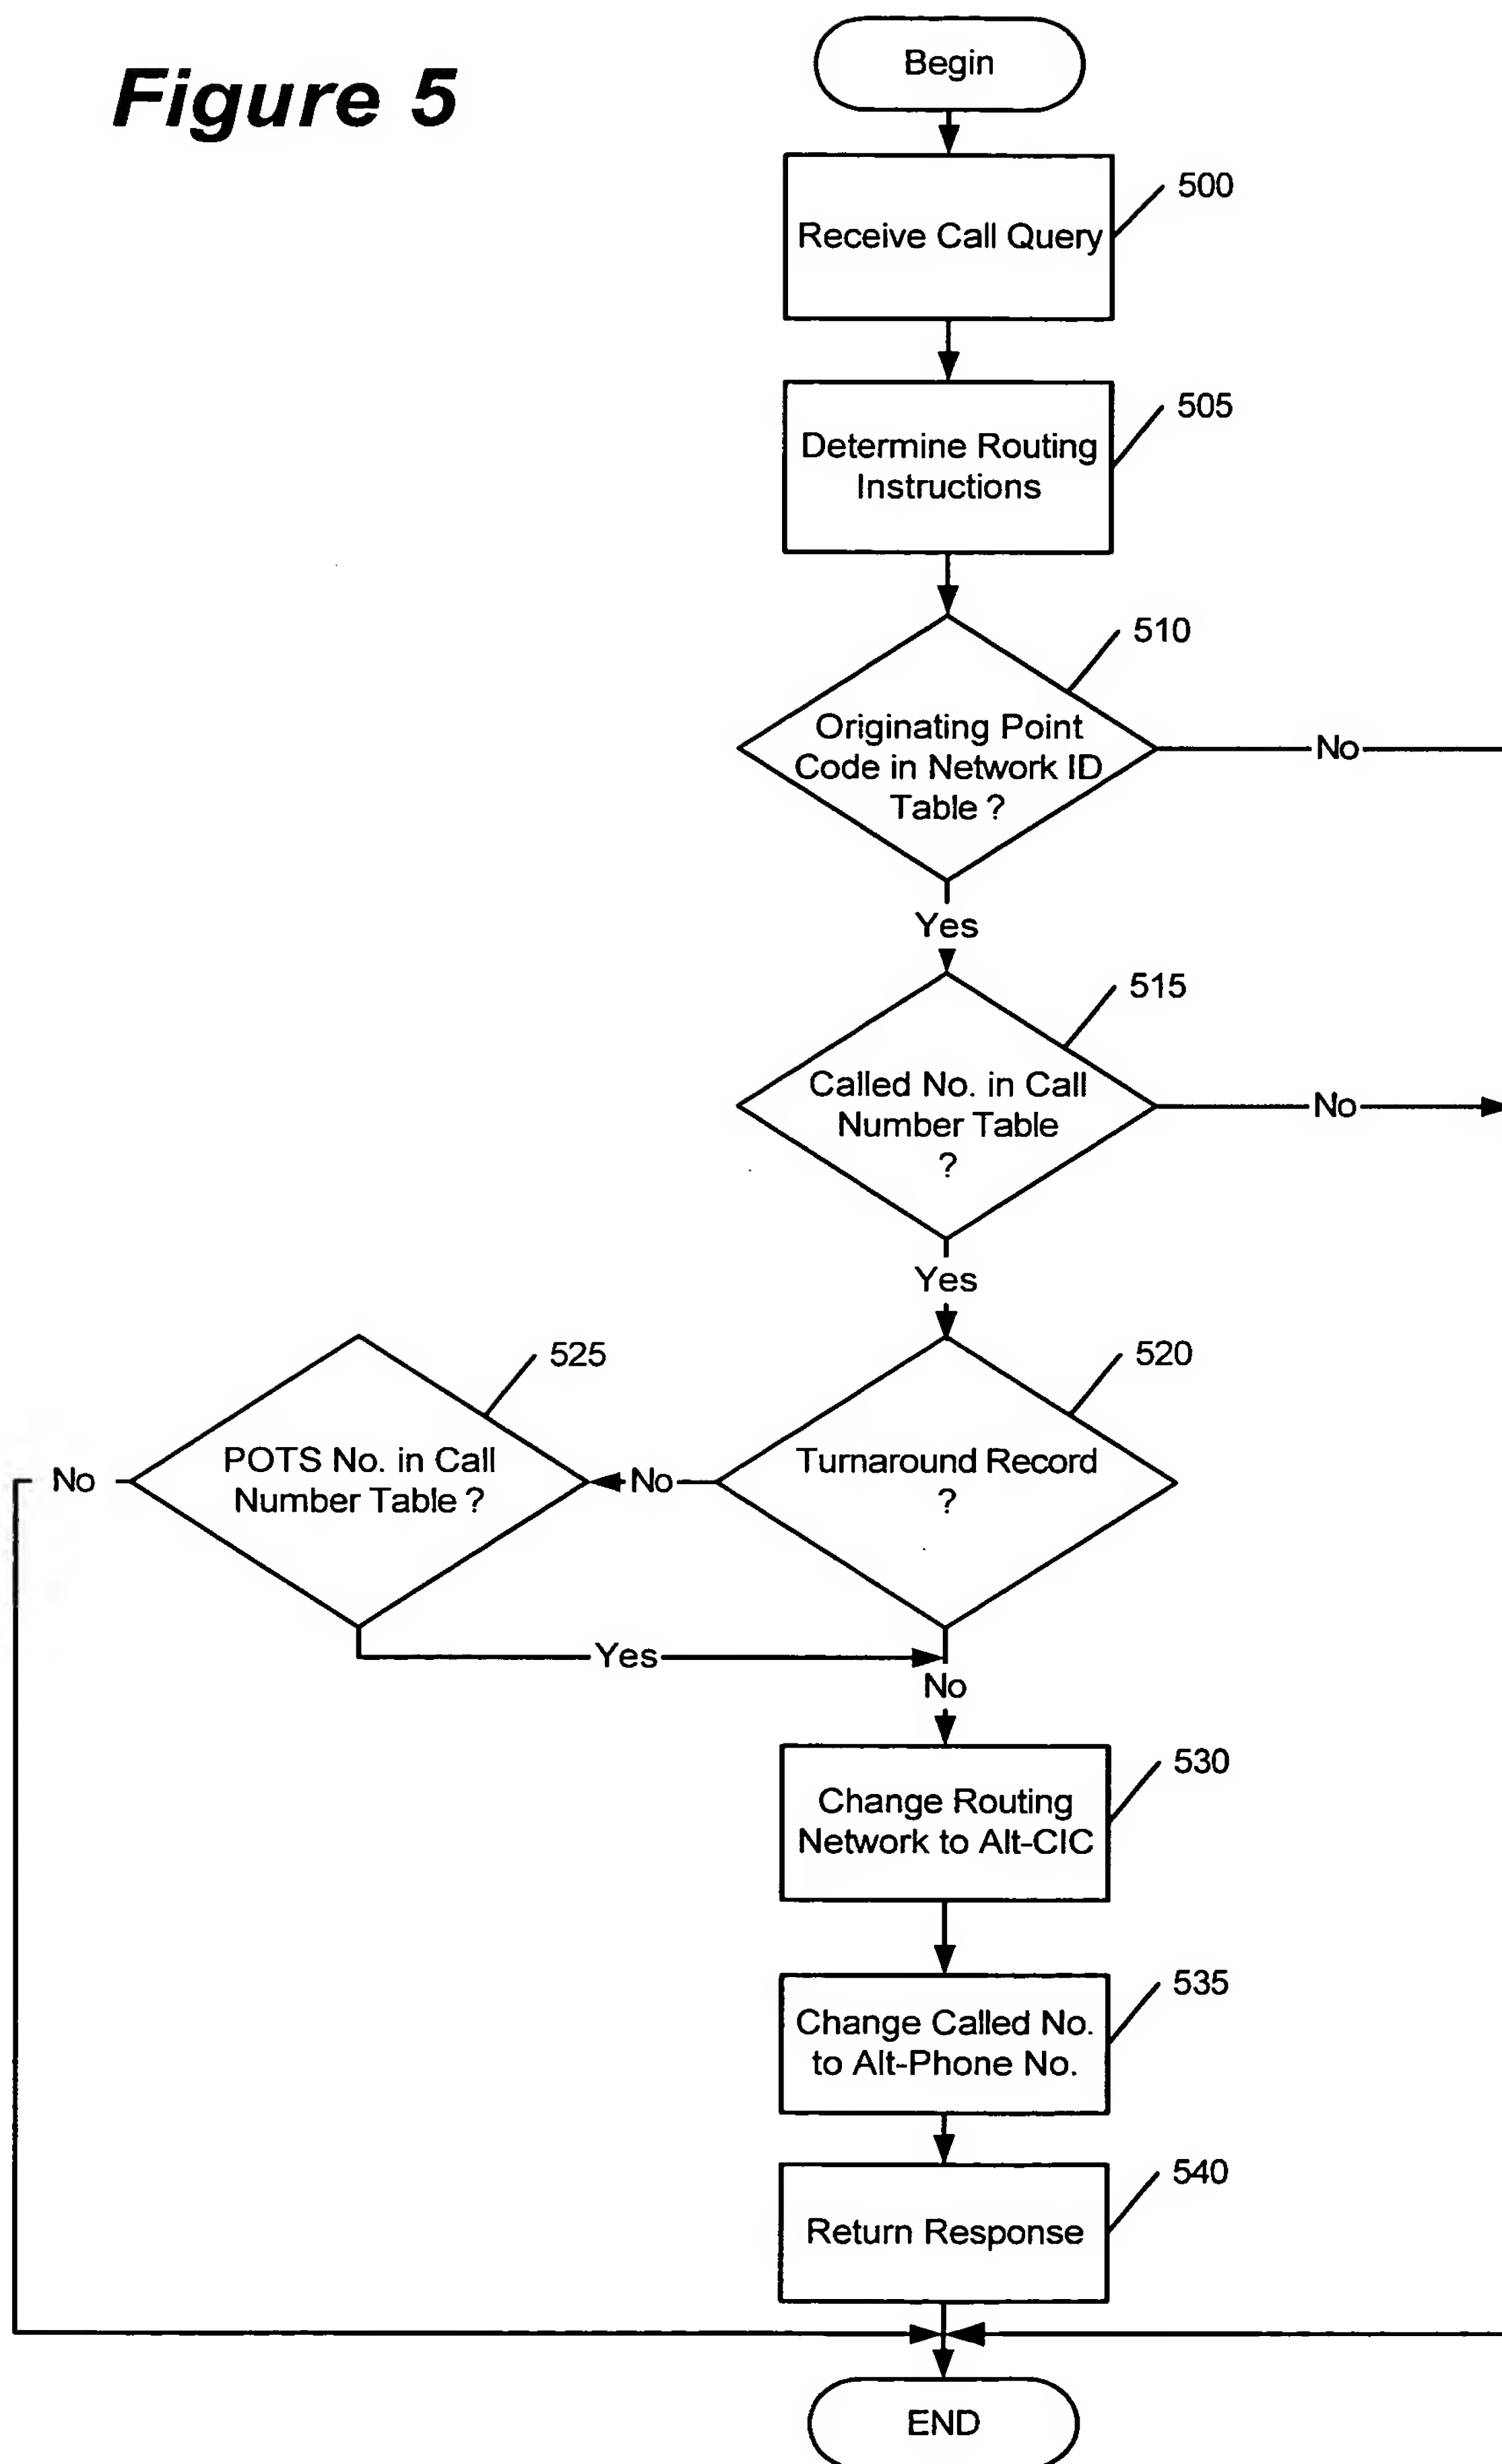 Figure 5
Begin
500
Receive Call Query
505
Determine Routing
Instructions
510
Originating Point
Code in Network ID
Table ?
No
Yes
515
Called No. in Call
Number Table
?
No
Yes
525
520
No
POTS No. in Call
Number Table ?
No
Turnaround Record
?
Yes
No
530
Change Routing
Network to Alt-CIC
535
Change Called No.
to Alt-Phone No.
540
Return Response
END